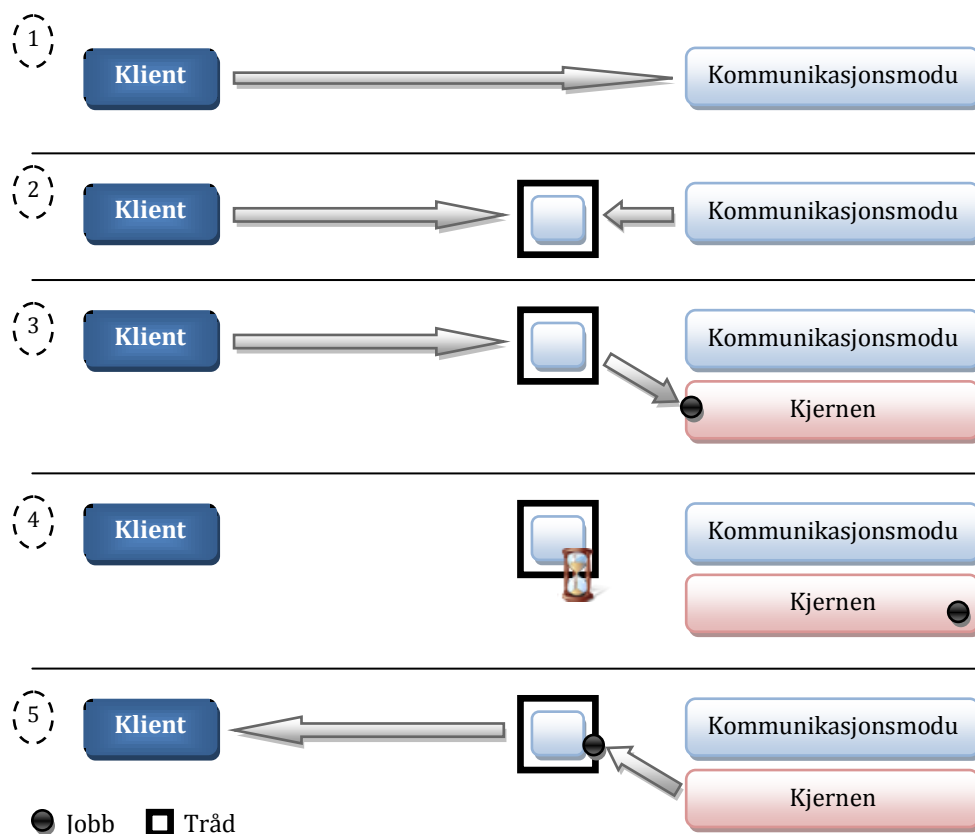 1
Klient
Kommunikasjonsmodu
2
Klient
Kommunikasjonsmodu
3
Klient
Kommunikasjonsmodu
Kjernen
4
Klient
Kommunikasjonsmodu
Kjernen
5
Klient
Kommunikasjonsmodu
Kjernen
Jobb Tråd